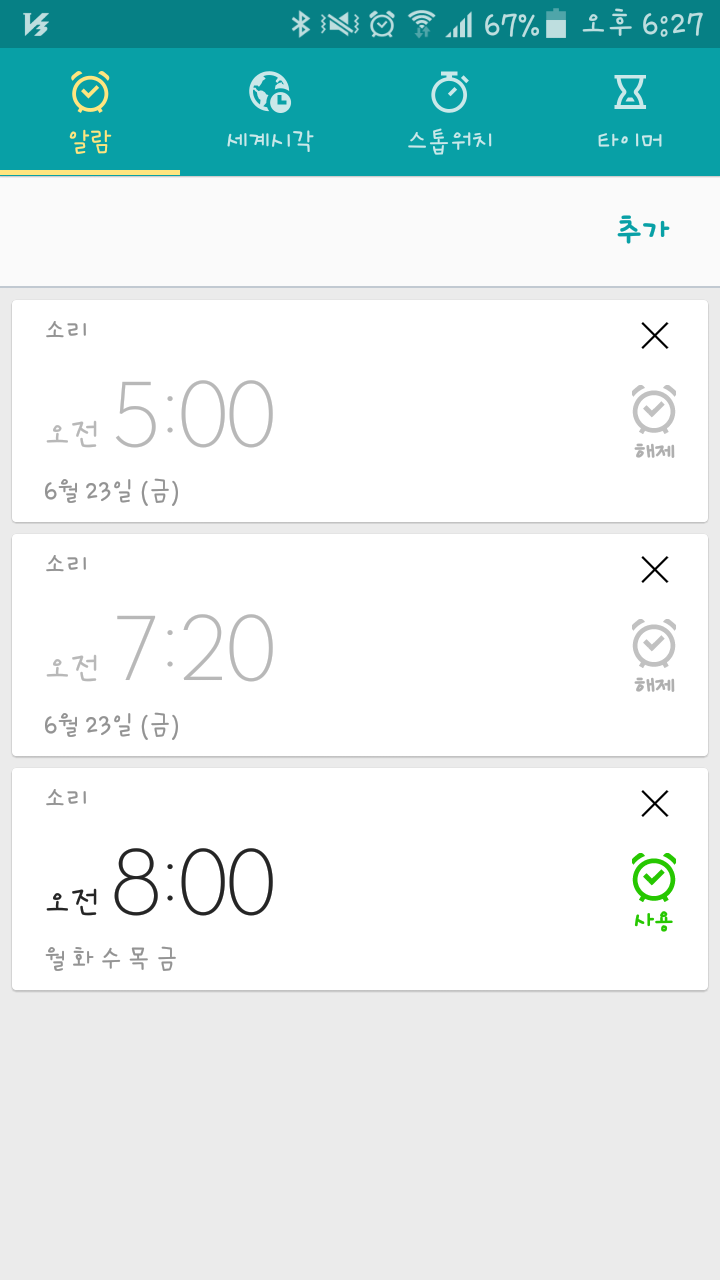 67% 오후 6:27
알람 세계시각 스톱워치 타이머
추가
소리
오전 5:00
해제
6월 23일 (금)
소리
오전 7:20
해제
6월 23일 (금)
소리
오전 8:00
사용
월 화 수 목 금